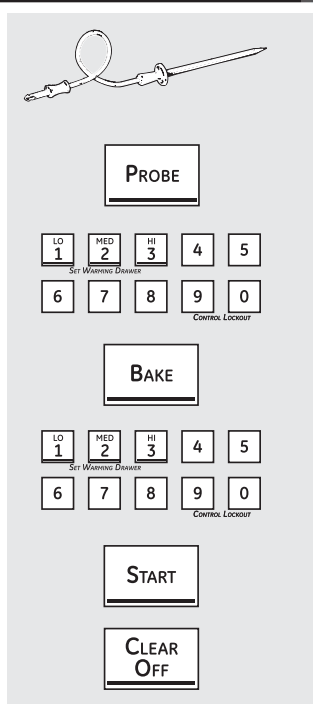 PROBE
LO MED HI
1 2 3 4 5
SET WARMING DRAWER
6 7 8 9 0
CONTROL LOCKOUT
BAKE
LO MED HI
1 2 3 4 5
SET WARMING DRAWER
6 7 8 9 0
CONTROL LOCKOUT
START
CLEAR
OFF